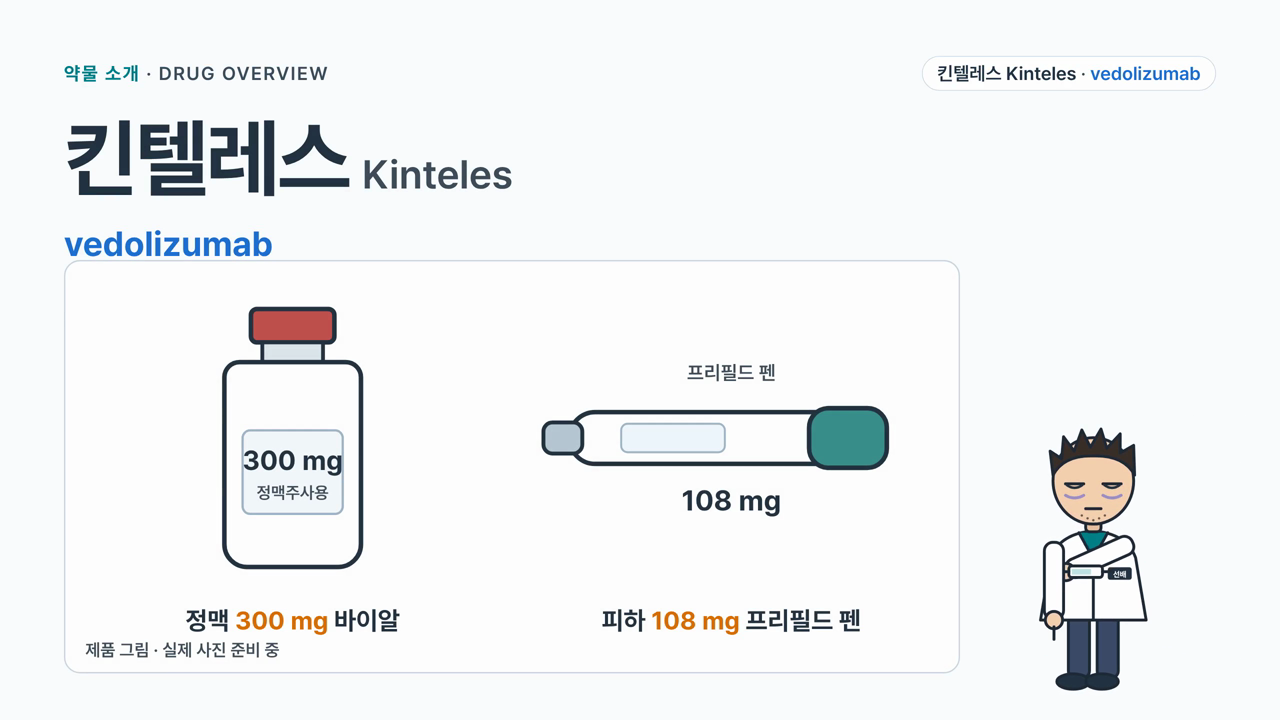 약물 소개 · DRUG OVERVIEW
킨텔레스 Kinteles · vedolizumab
킨텔레스 Kinteles
vedolizumab
300 mg
정맥주사용
프리필드 펜
108 mg
정맥 300 mg 바이알
피하 108 mg 프리필드 펜
제품 그림 · 실제 사진 준비 중
선배